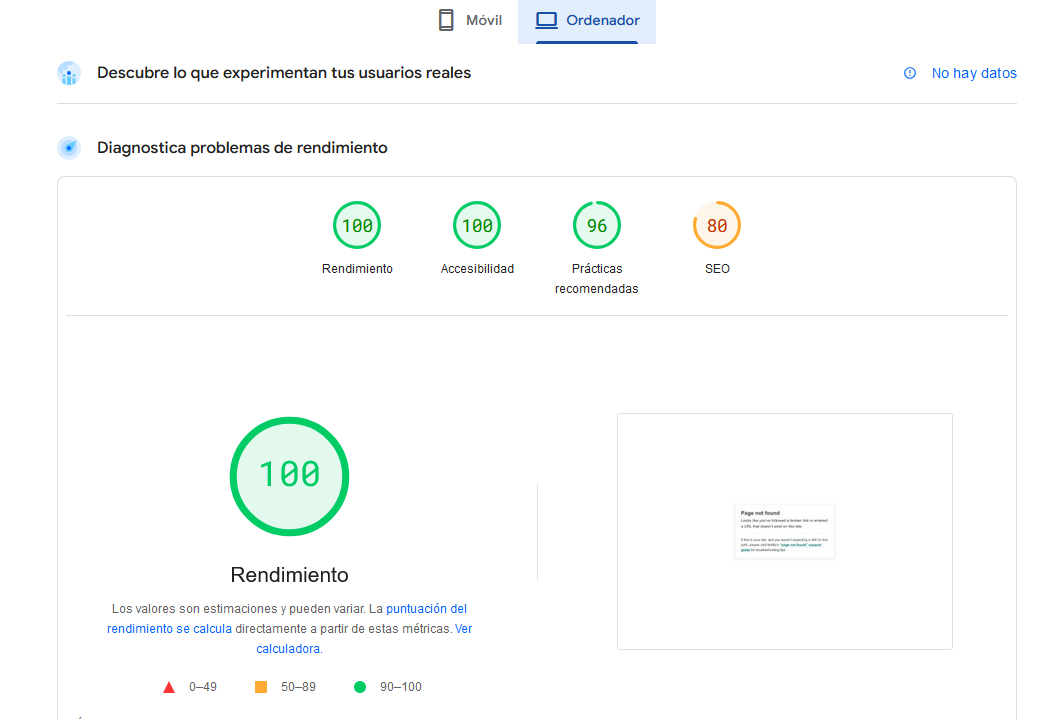 Móvil
Ordenador
Descubre lo que experimentan tus usuarios reales
No hay datos
Diagnostica problemas de rendimiento
100
100
96
80
Rendimiento
Accesibilidad
Prácticas
recomendadas
SEO
100
Rendimiento
Los valores son estimaciones y pueden variar. La puntuación del
rendimiento se calcula directamente a partir de estas métricas. Ver
calculadora.
0–49
50–89
90–100
Page not found
Looks like you've followed a broken link or entered
a URL that doesn't exist on this site.
If this is your site, and you weren't expecting a 404 for this
path, please visit Netlify's "page not found" support
guide for troubleshooting tips.